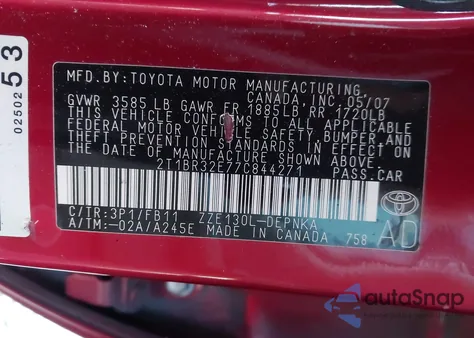 MFD.BY:TOYOTA MOTOR MANUFACTURING,
CANADA, INC. 05/07
GVWR 3585 LB GAWR FR 1885LB RR 1720LB
THIS VEHICLE CONFORMS TO ALL APPLICABLE
FEDERAL MOTOR VEHICLE SAFETY, BUMPER, AND
THEFT PREVENTION STANDARDS IN EFFECT ON
THE DATE OF MANUFACTURE SHOWN ABOVE.
2T1BR32E77C844271 PASS.CAR
C/TR:3P1/FB11 ZZE130L-DEPNKA
A/TM:-02A/A245E MADE IN CANADA 758
AD
TOYOTA
02502 53
autoSnap